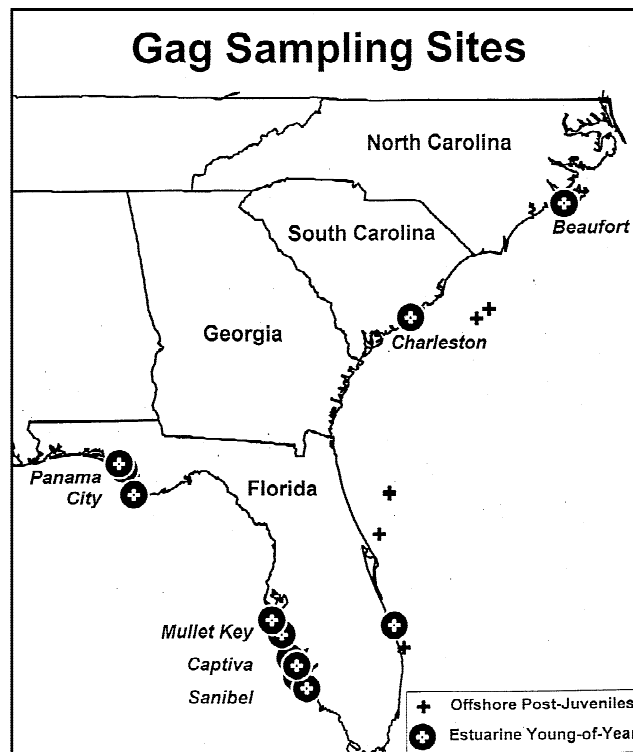 Gag Sampling Sites
North Carolina
Beaufort
South Carolina
Charleston
Georgia
Panama
City
Florida
Mullet Key
Captiva
Sanibel
Offshore Post-Juveniles
Estuarine Young-of-Year